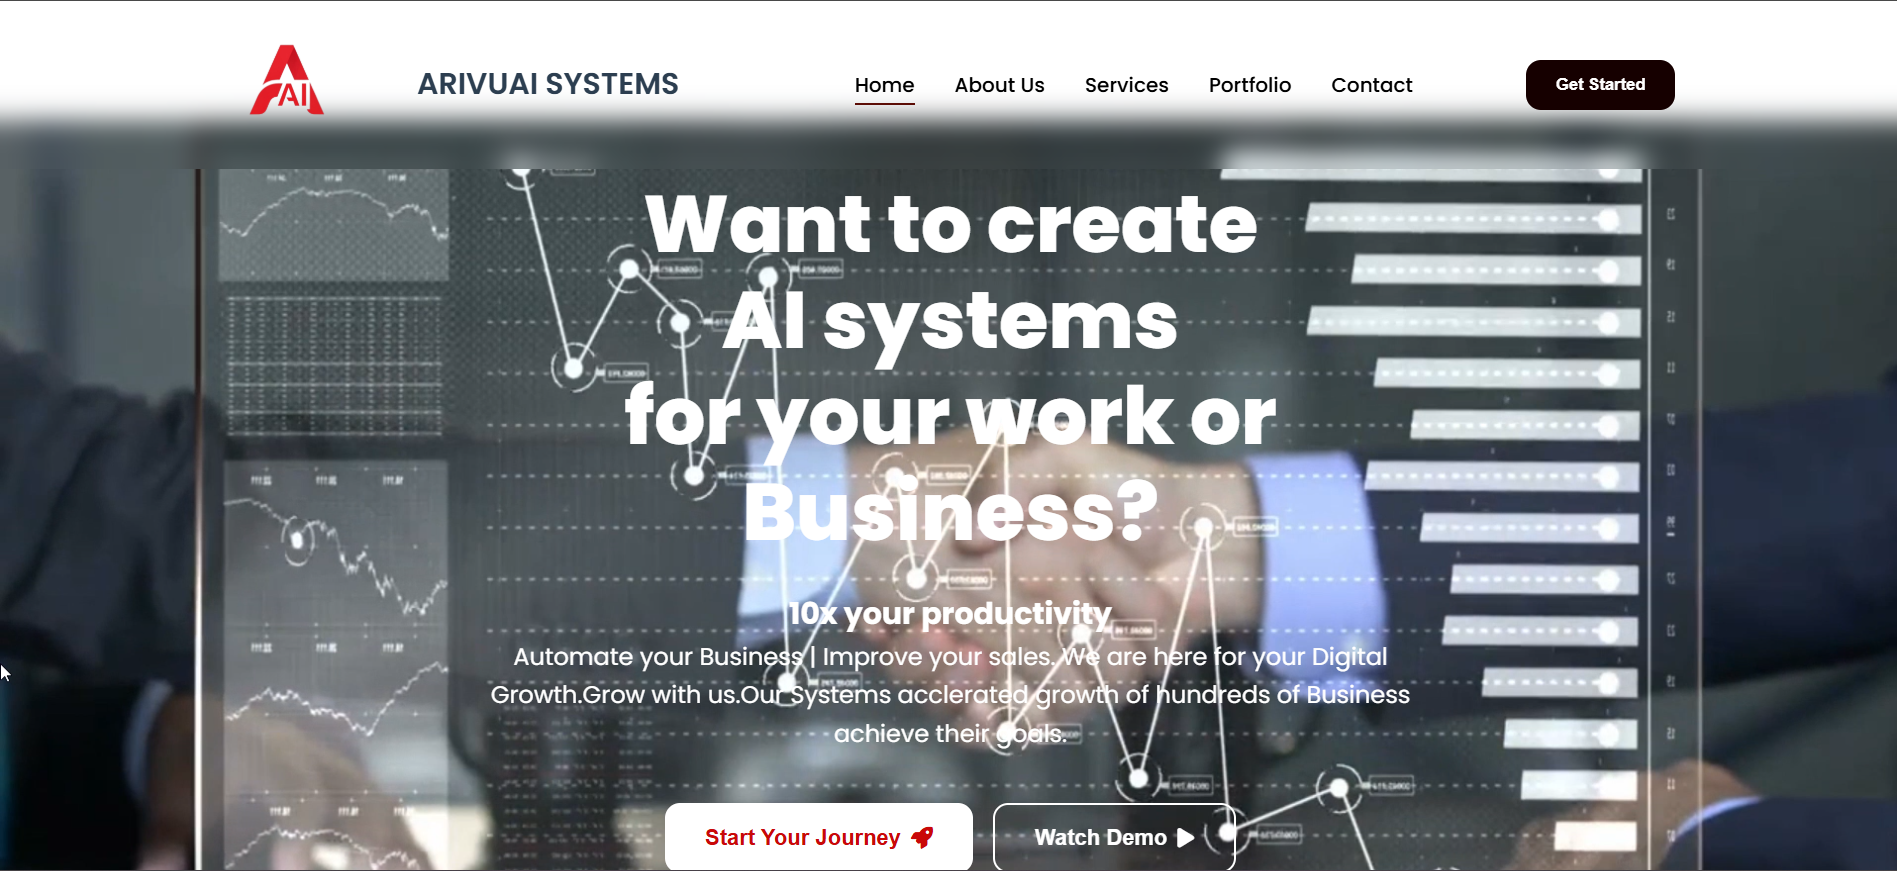 AI
ARIVUAI SYSTEMS
Home
About Us
Services
Portfolio
Contact
Get Started
Want to create
AI systems
for your work or
Business?
10x your productivity
Automate your Business | Improve your sales. We are here for your Digital
Growth.Grow with us.Our Systems acclerated growth of hundreds of Business
achieve their goals.
Start Your Journey
Watch Demo